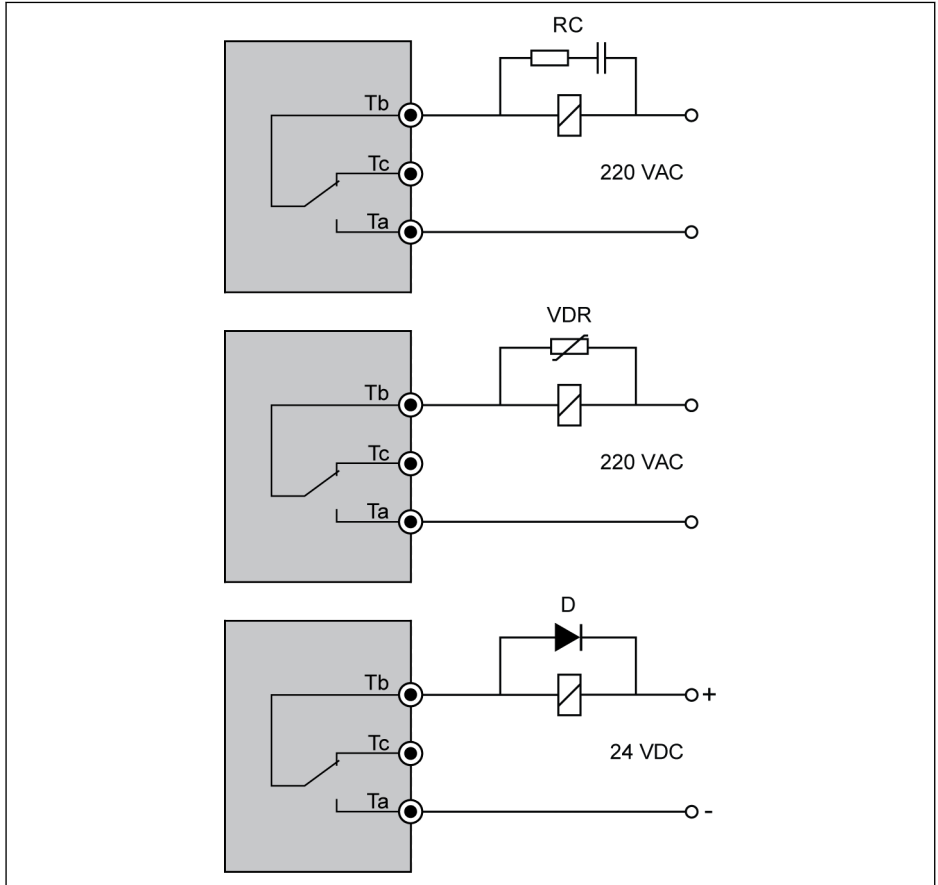 RC
Tb
Tc
220 VAC
Ta
VDR
Tb
Tc
220 VAC
Ta
D
Tb
+
Tc
24 VDC
Ta
-